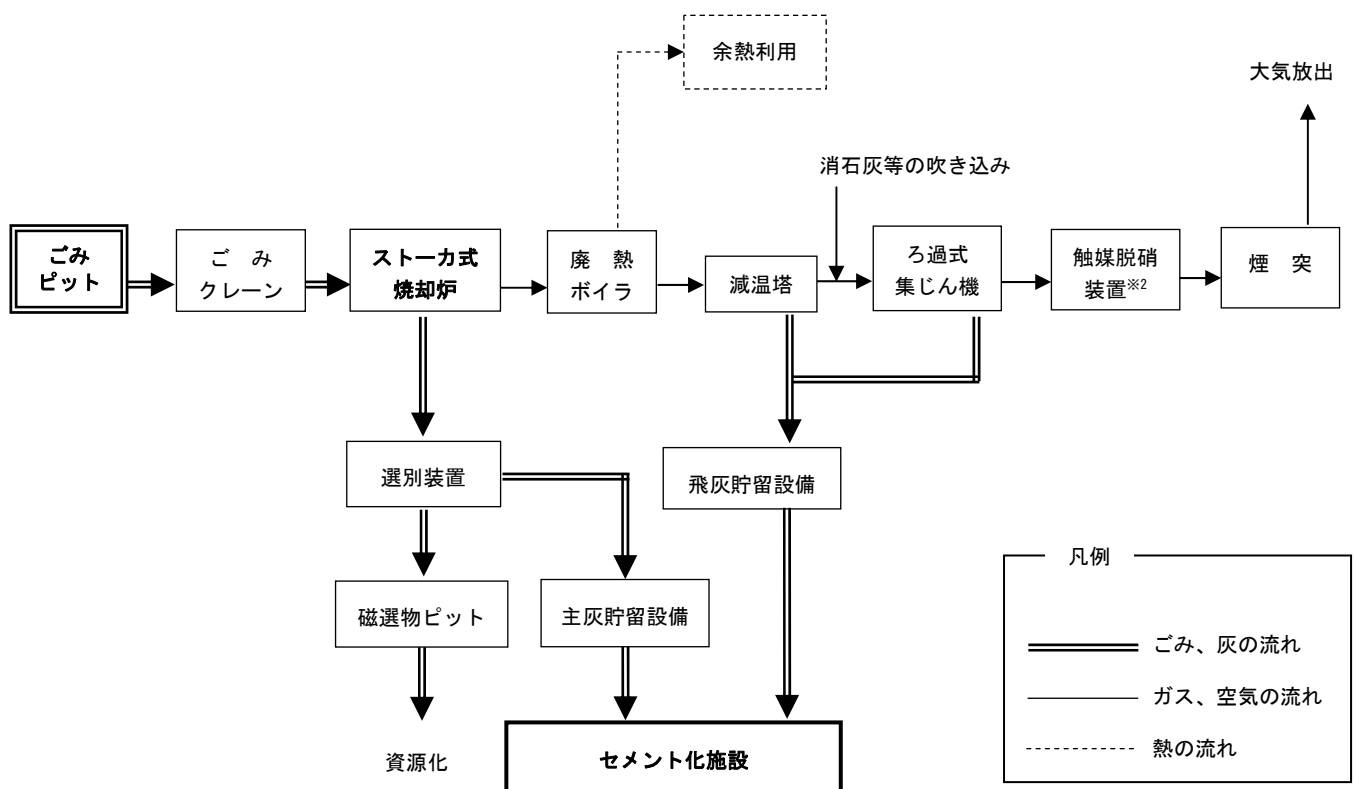 余熱利用
大気放出
消石灰等の吹き込み
ごみ
ピット
ご　み
クレーン
ストーカ式
焼却炉
廃　熱
ボイラ
減温塔
ろ過式
集じん機
触媒脱硝
装置※2
煙　突
選別装置
飛灰貯留設備
磁選物ピット
主灰貯留設備
資源化
セメント化施設
凡例
ごみ、灰の流れ
ガス、空気の流れ
熱の流れ